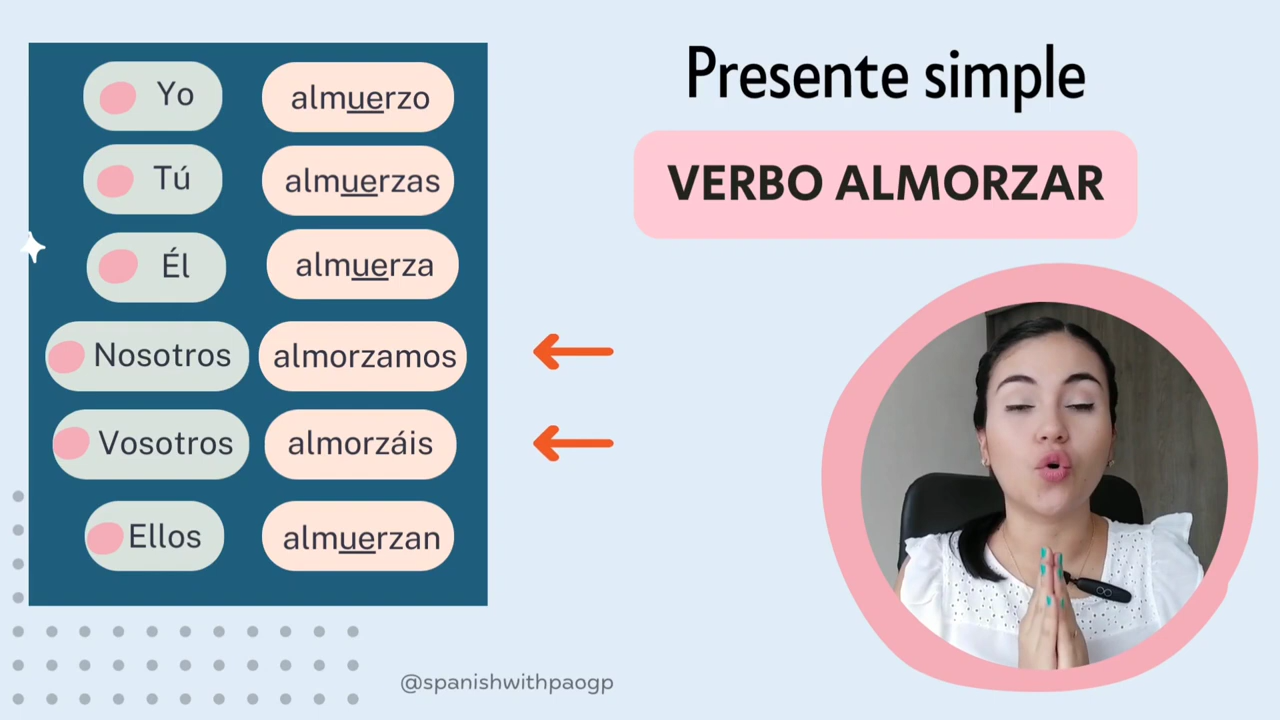 Presente simple
VERBO ALMORZAR
Yo almuerzo
Tú almuerzas
Él almuerza
Nosotros almorzamos
Vosotros almorzáis
Ellos almuerzan
@spanishwithpaogp